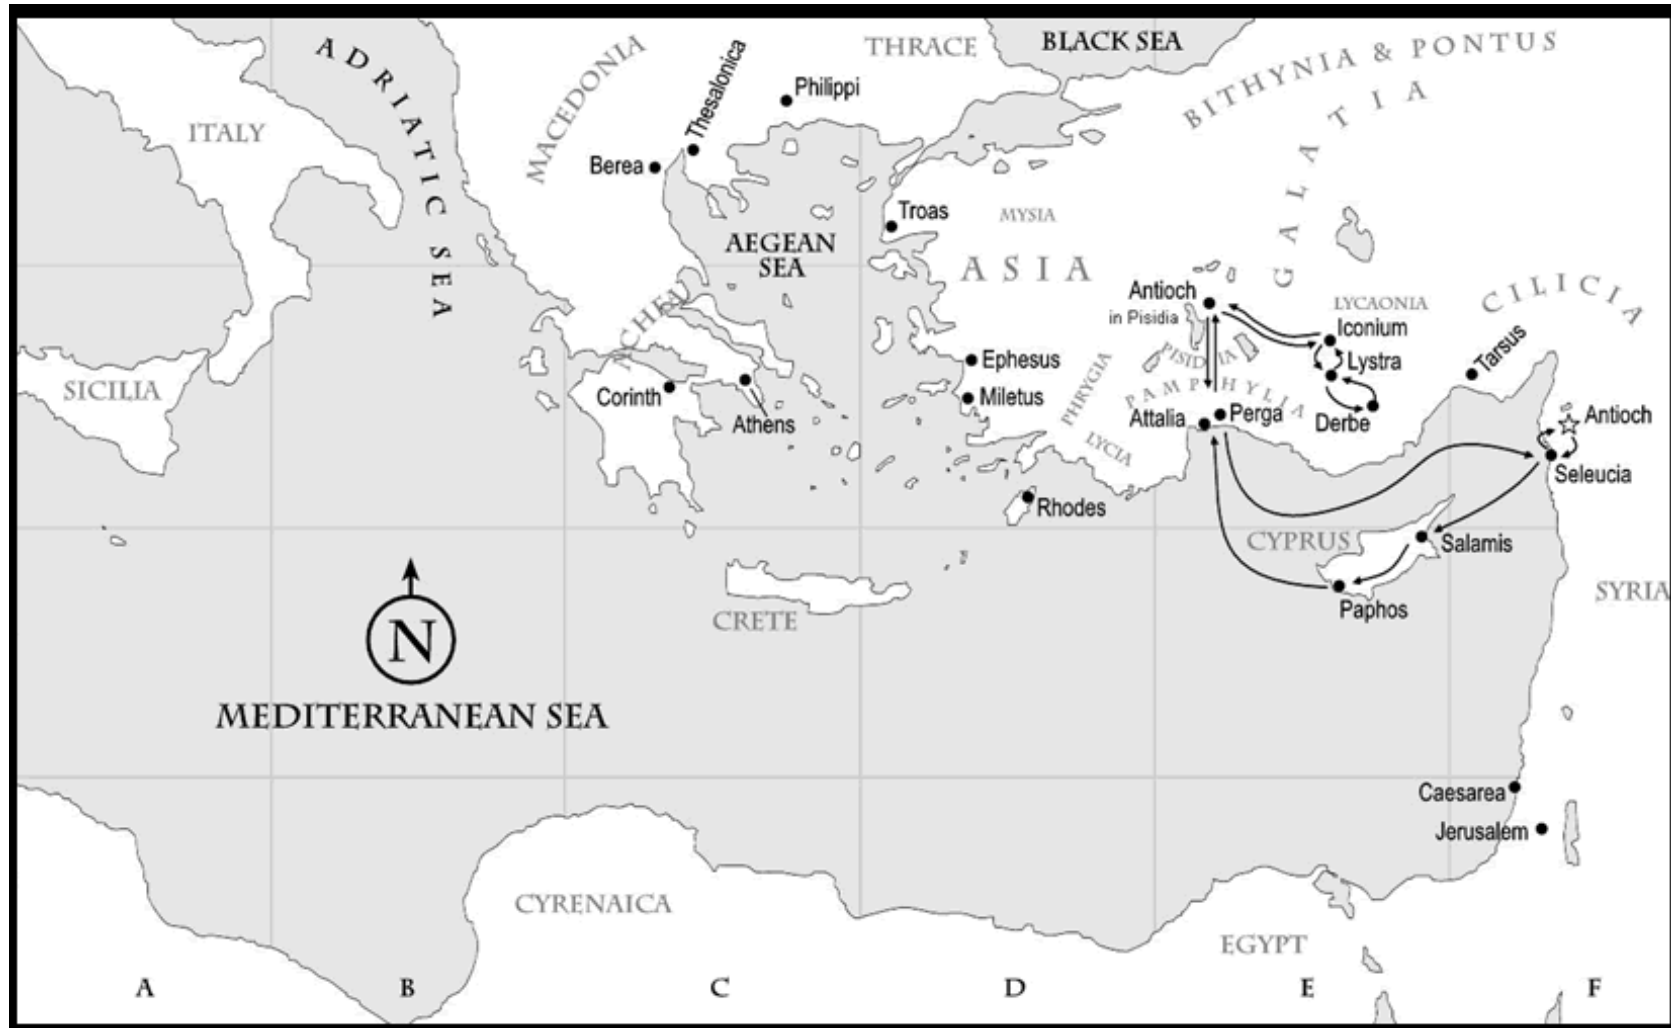 ADRIATIC SEA
MACEDONIA
Thesalonica
THRACE
BLACK SEA
BITHYNIA & PONTUS
GALATIA
ITALY
Philippi
Berea
Troas
MYSIA
AEGEAN
SEA
ASIA
Antioch
in Pisidia
LYCAONIA
CILICIA
Iconium
ACHEU
PISIDIA
Lystra
Tarsus
SICILIA
Ephesus
PHRYGIA
PAMPHYLIA
Corinth
Miletus
Athens
Attalia
Perga
Derbe
Antioch
LYCIA
Seleucia
Rhodes
CYPRUS
Salamis
Paphos
SYRIA
CRETE
N
MEDITERRANEAN SEA
Caesarea
Jerusalem
CYRENAICA
EGYPT
A B C D E F